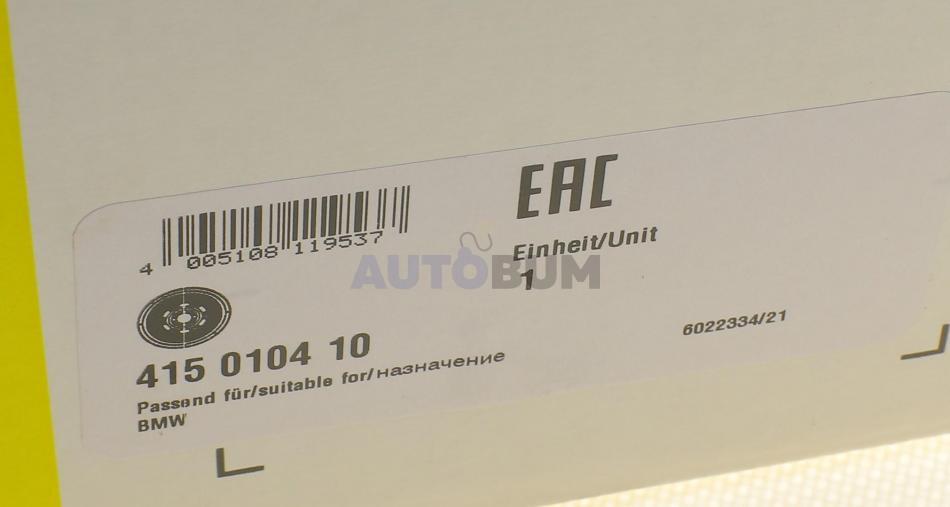 EAC
4 005108 119537
Einheit/Unit
1
AUTOBUM
415 0104 10
6022334/21
Passend für/suitable for/назначение
BMW